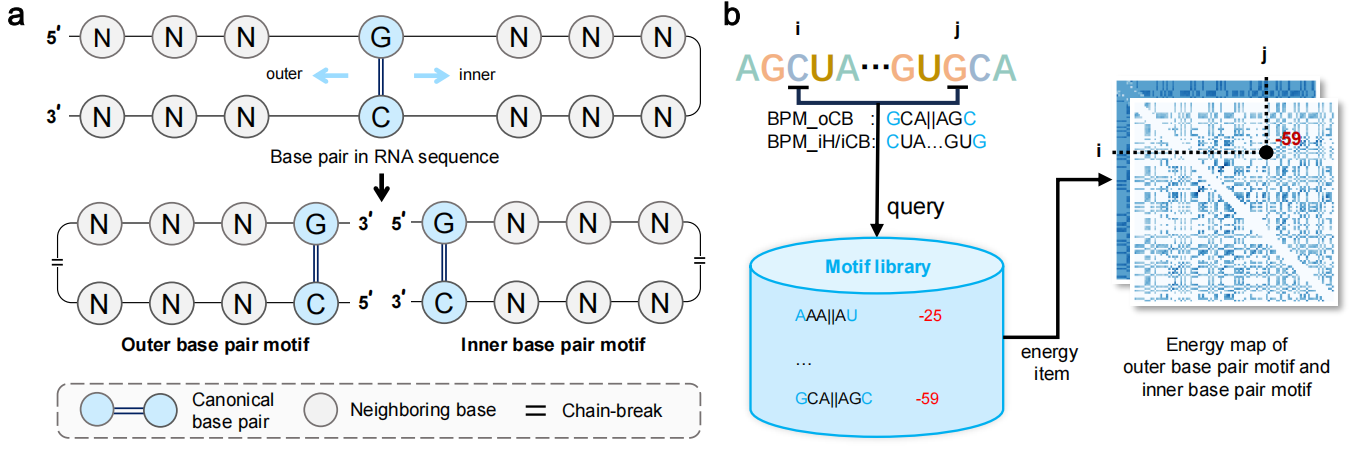 a
5′ N N N G N N N
outer inner
3′ N N N C N N N
Base pair in RNA sequence
N N N G 3′ 5′ G N N N
N N N C 5′ 3′ C N N N
Outer base pair motif Inner base pair motif
Canonical
base pair
Neighboring base
Chain-break
b
i j
AGCUA···GUGCA
BPM_oCB : GCA||AGC
BPM_iH/iCB: CUA...GUG
query
Motif library
AAA||AU -25
...
GCA||AGC -59
energy
item
j
i
-59
Energy map of
outer base pair motif and
inner base pair motif